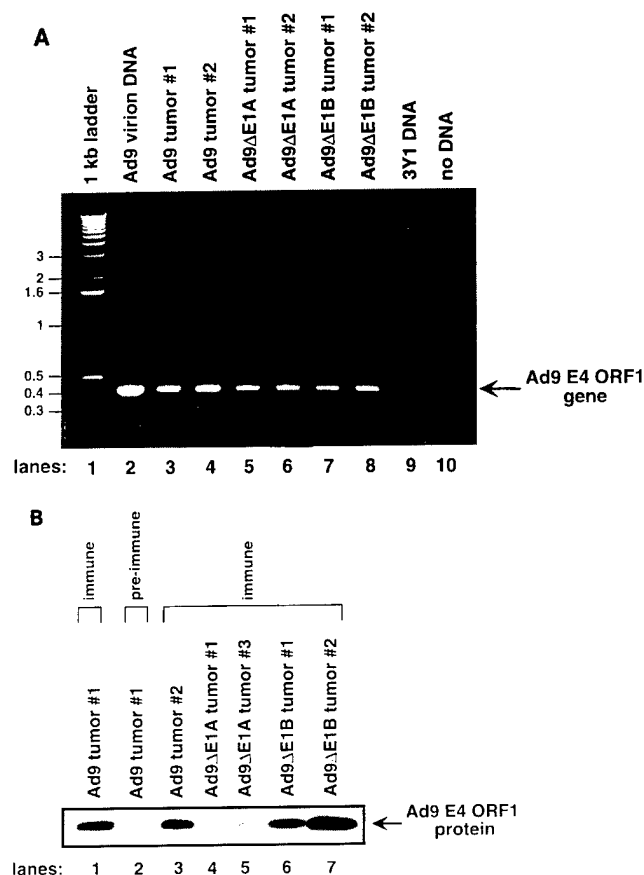 A
1 kb ladder
Ad9 virion DNA
Ad9 tumor #1
Ad9 tumor #2
Ad9ΔE1A tumor #1
Ad9ΔE1A tumor #2
Ad9ΔE1B tumor #1
Ad9ΔE1B tumor #2
3Y1 DNA
no DNA
3
2
1.6
1
0.5
0.4
0.3
Ad9 E4 ORF1
gene
lanes: 1 2 3 4 5 6 7 8 9 10
B
immune
pre-immune
immune
Ad9 tumor #1
Ad9 tumor #1
Ad9 tumor #2
Ad9ΔE1A tumor #1
Ad9ΔE1A tumor #3
Ad9ΔE1B tumor #1
Ad9ΔE1B tumor #2
Ad9 E4 ORF1
protein
lanes: 1 2 3 4 5 6 7